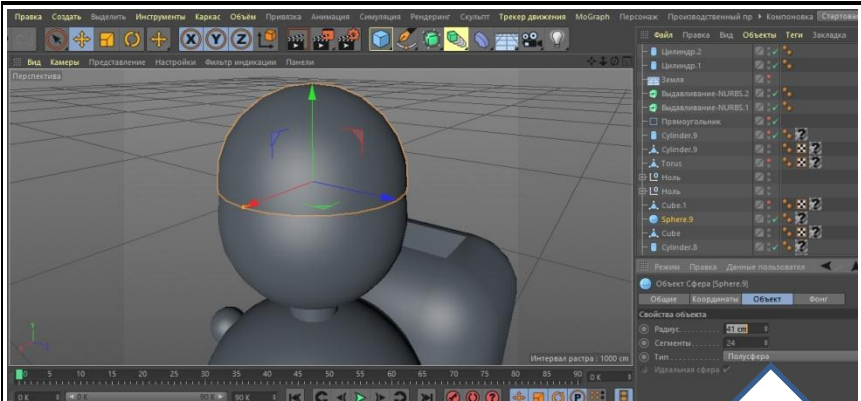 Правка Создать Выделить Инструменты Каркас Объём Привязка Анимация Симуляция Рендеринг Скульпт Трекер движения MoGraph Персонаж Производственный пр Компоновка
X Y Z
Файл Правка Вид Объекты Теги Закладка
Вид Камеры Представление Настройки Фильтр индикации Панели
Перспектива
Цилиндр.2
Цилиндр.1
Земля
Выдавливание-NURBS.2
Выдавливание-NURBS.1
Прямоугольник
Cylinder.9
Cylinder.9
Torus
Ноль
Ноль
Cube.1
Sphere.9
Cube
Cylinder.8
Режим Правка Данные пользовател
Объект Сфера [Sphere.9]
Общие Координаты Объект Фонг
Свойства объекта
Радиус 41 cm
Сегменты 24
Тип Полусфера
Идеальная сфера
Y
X
Z
Интервал растра : 1000 cm
0 5 10 15 20 25 30 35 40 45 50 55 60 65 70 75 80 85 90 0 K
0 K 0 K 90 K 90 K